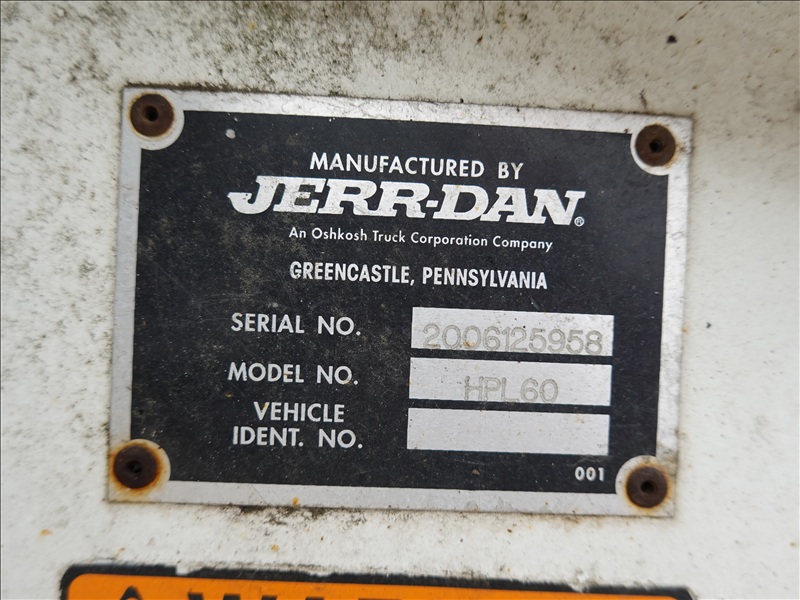 MANUFACTURED BY
JERR-DAN®
An Oshkosh Truck Corporation Company
GREENCASTLE, PENNSYLVANIA
SERIAL NO. 2006125958
MODEL NO. HPL60
VEHICLE
IDENT. NO.
001